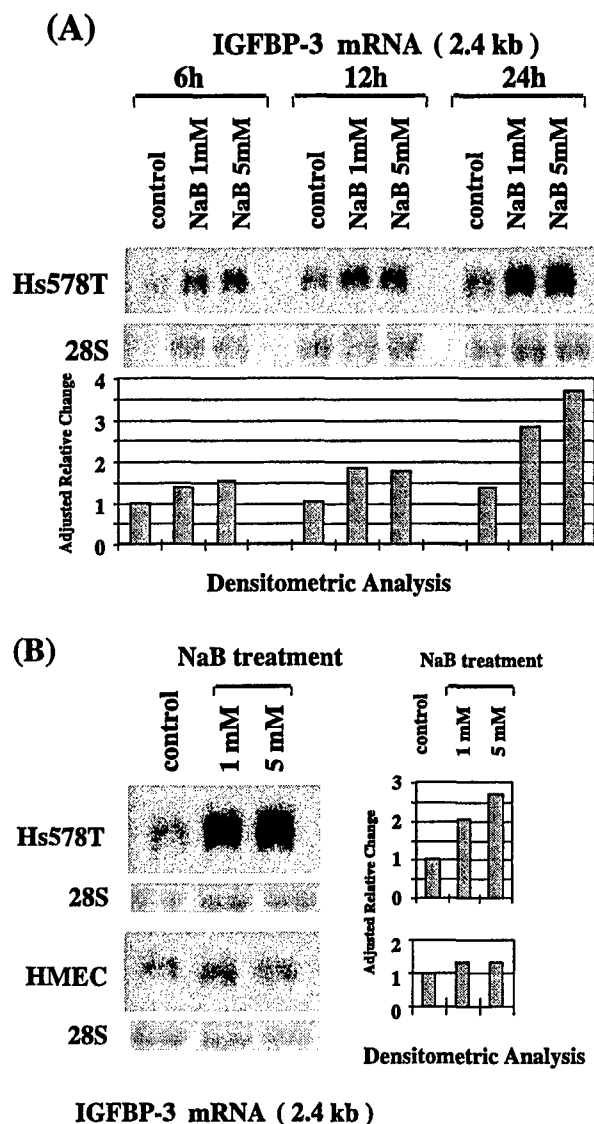 (A)
IGFBP-3 mRNA ( 2.4 kb )
6h 12h 24h
control NaB 1mM NaB 5mM control NaB 1mM NaB 5mM control NaB 1mM NaB 5mM
Hs578T
28S
Adjusted Relative Change
4
3
2
1
0
Densitometric Analysis
(B)
NaB treatment
control 1 mM 5 mM
Hs578T
28S
HMEC
28S
NaB treatment
control 1 mM 5 mM
Adjusted Relative Change
3
2
1
0
2
1
0
Densitometric Analysis
IGFBP-3 mRNA ( 2.4 kb )